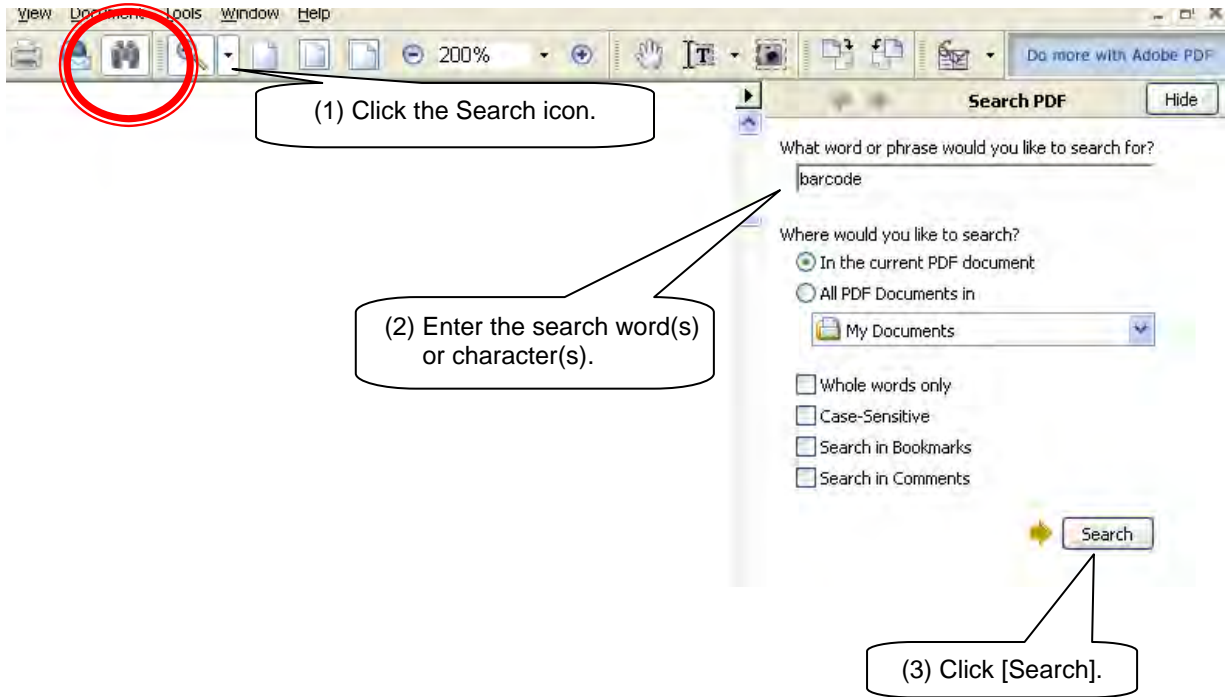 View Document Tools Window Help
200%
Do more with Adobe PDF
(1) Click the Search icon.
Search PDF
Hide
What word or phrase would you like to search for?
barcode
Where would you like to search?
In the current PDF document
All PDF Documents in
My Documents
(2) Enter the search word(s)
or character(s).
Whole words only
Case-Sensitive
Search in Bookmarks
Search in Comments
Search
(3) Click [Search].